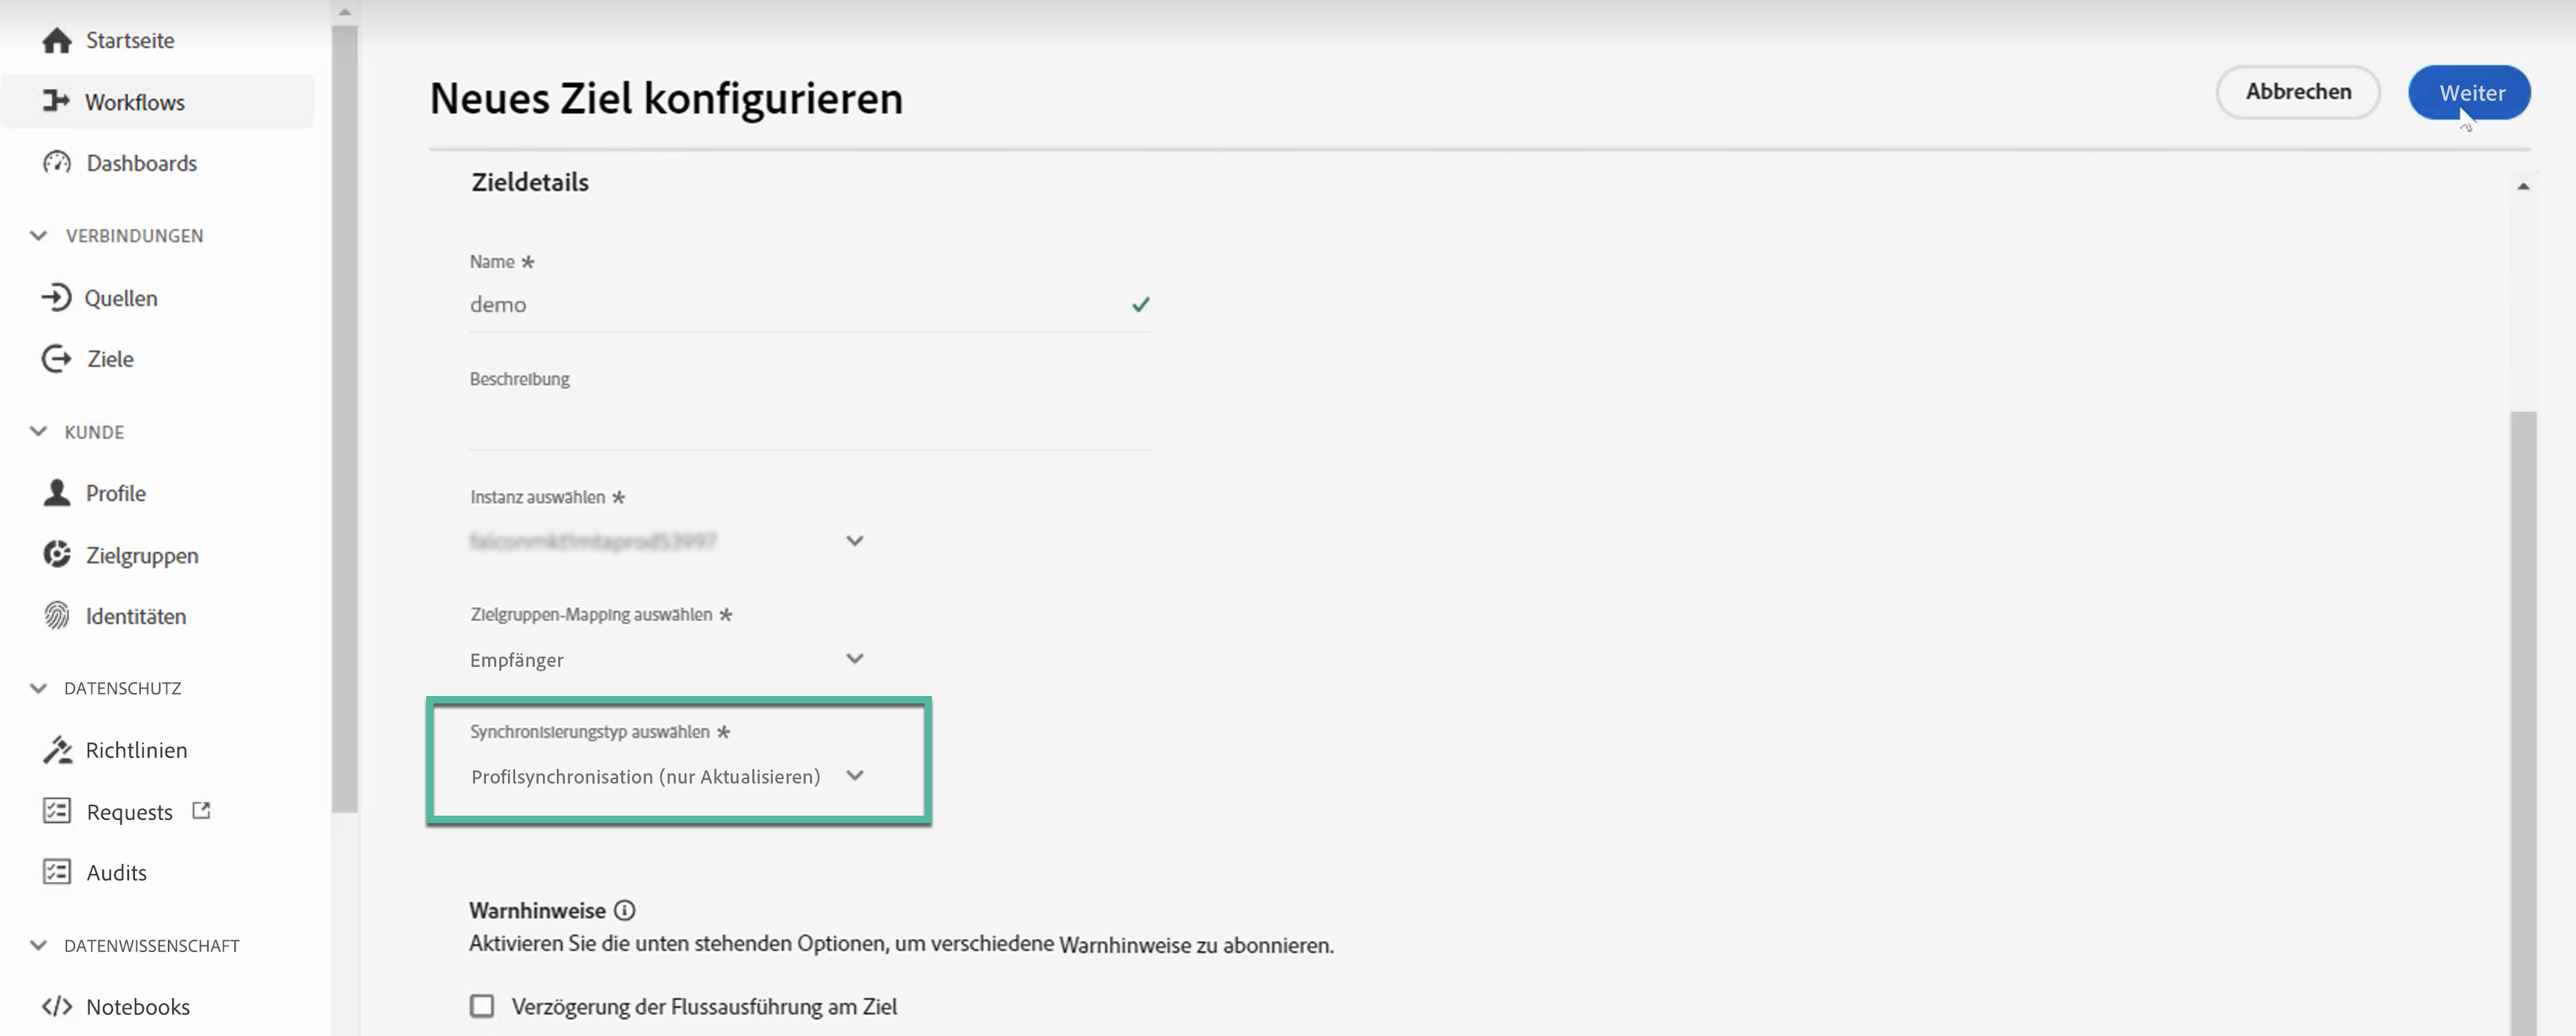 Startseite
Workflows
Dashboards
VERBINDUNGEN
Quellen
Ziele
KUNDE
Profile
Zielgruppen
Identitäten
DATENSCHUTZ
Richtlinien
Requests
Audits
DATENWISSENSCHAFT
Notebooks
Neues Ziel konfigurieren
Abbrechen
Weiter
Zieldetails
Name *
demo
Beschreibung
Instanz auswählen *
Zielgruppen-Mapping auswählen *
Empfänger
Synchronisierungstyp auswählen *
Profilsynchronisation (nur Aktualisieren)
Warnhinweise
Aktivieren Sie die unten stehenden Optionen, um verschiedene Warnhinweise zu abonnieren.
Verzögerung der Flussausführung am Ziel